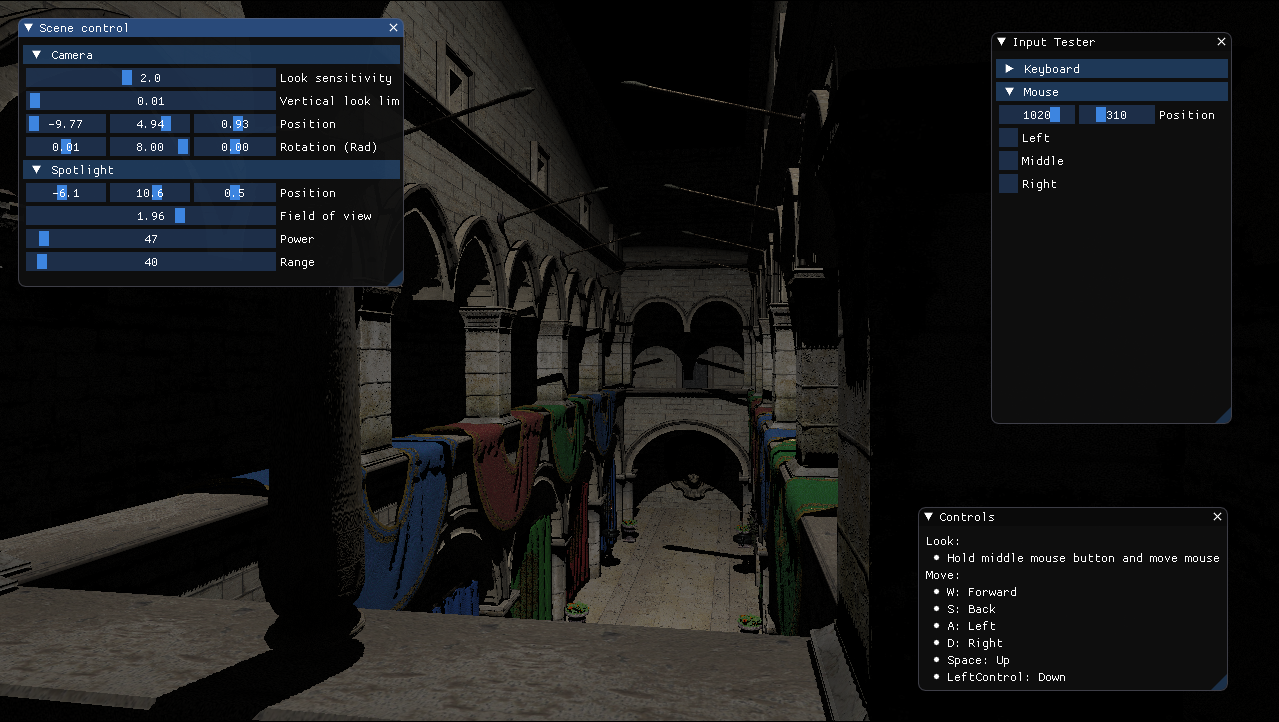 Scene control
Camera
2.0 Look sensitivity
0.01 Vertical look lim
-9.77 4.94 0.93 Position
0.01 8.00 0.00 Rotation (Rad)
Spotlight
-6.1 10.6 0.5 Position
1.96 Field of view
47 Power
40 Range
Input Tester
Keyboard
Mouse
1020 310 Position
Left
Middle
Right
Controls
Look:
Hold middle mouse button and move mouse
Move:
W: Forward
S: Back
A: Left
D: Right
Space: Up
LeftControl: Down